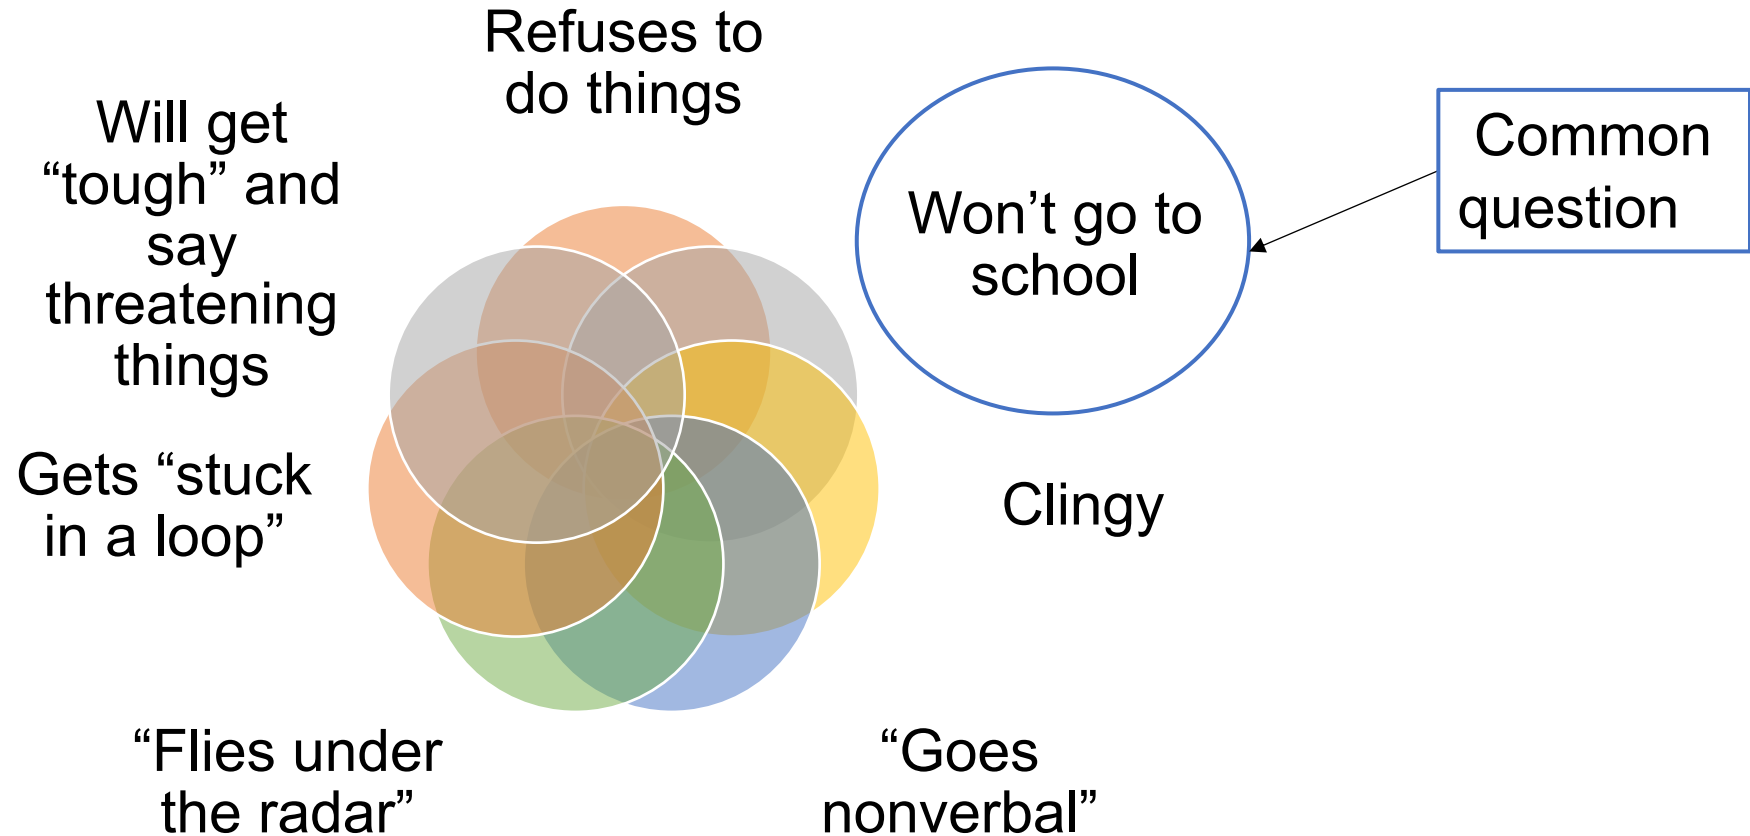 Refuses to
do things
Will get
“tough” and
say
threatening
things
Won’t go to
school
Common
question
Gets “stuck
in a loop”
Clingy
“Flies under
the radar”
“Goes
nonverbal”